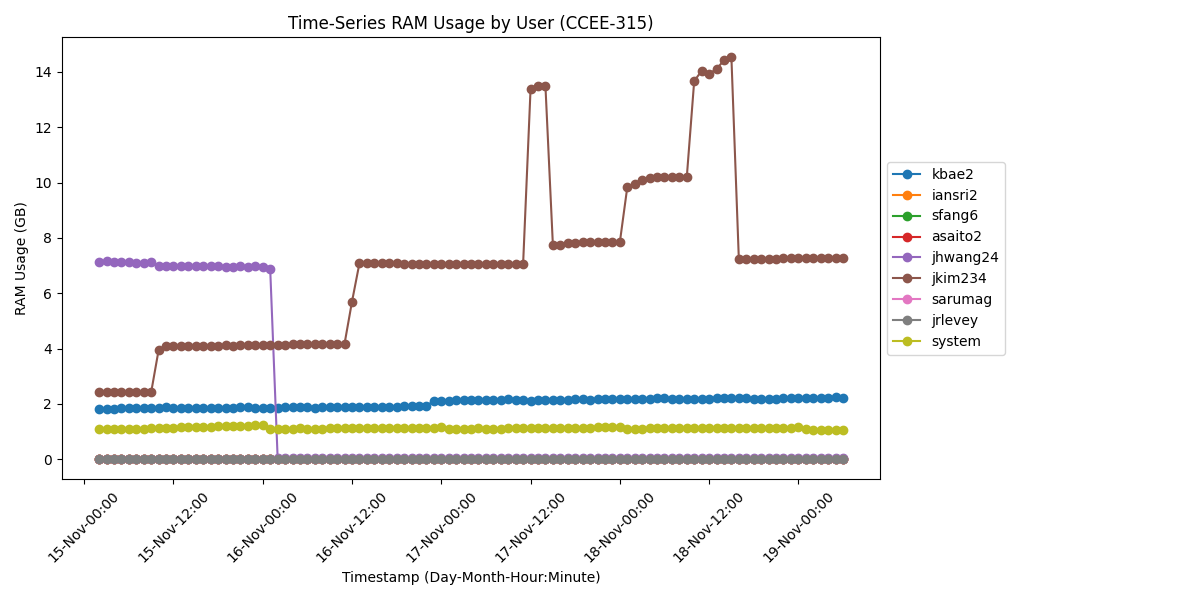 Time-Series RAM Usage by User (CCEE-315)
RAM Usage (GB)
14
12
10
8
6
4
2
0
15-Nov-00:00
15-Nov-12:00
16-Nov-00:00
16-Nov-12:00
17-Nov-00:00
17-Nov-12:00
18-Nov-00:00
18-Nov-12:00
19-Nov-00:00
Timestamp (Day-Month-Hour:Minute)
kbae2
iansri2
sfang6
asaito2
jhwang24
jkim234
sarumag
jrlevey
system